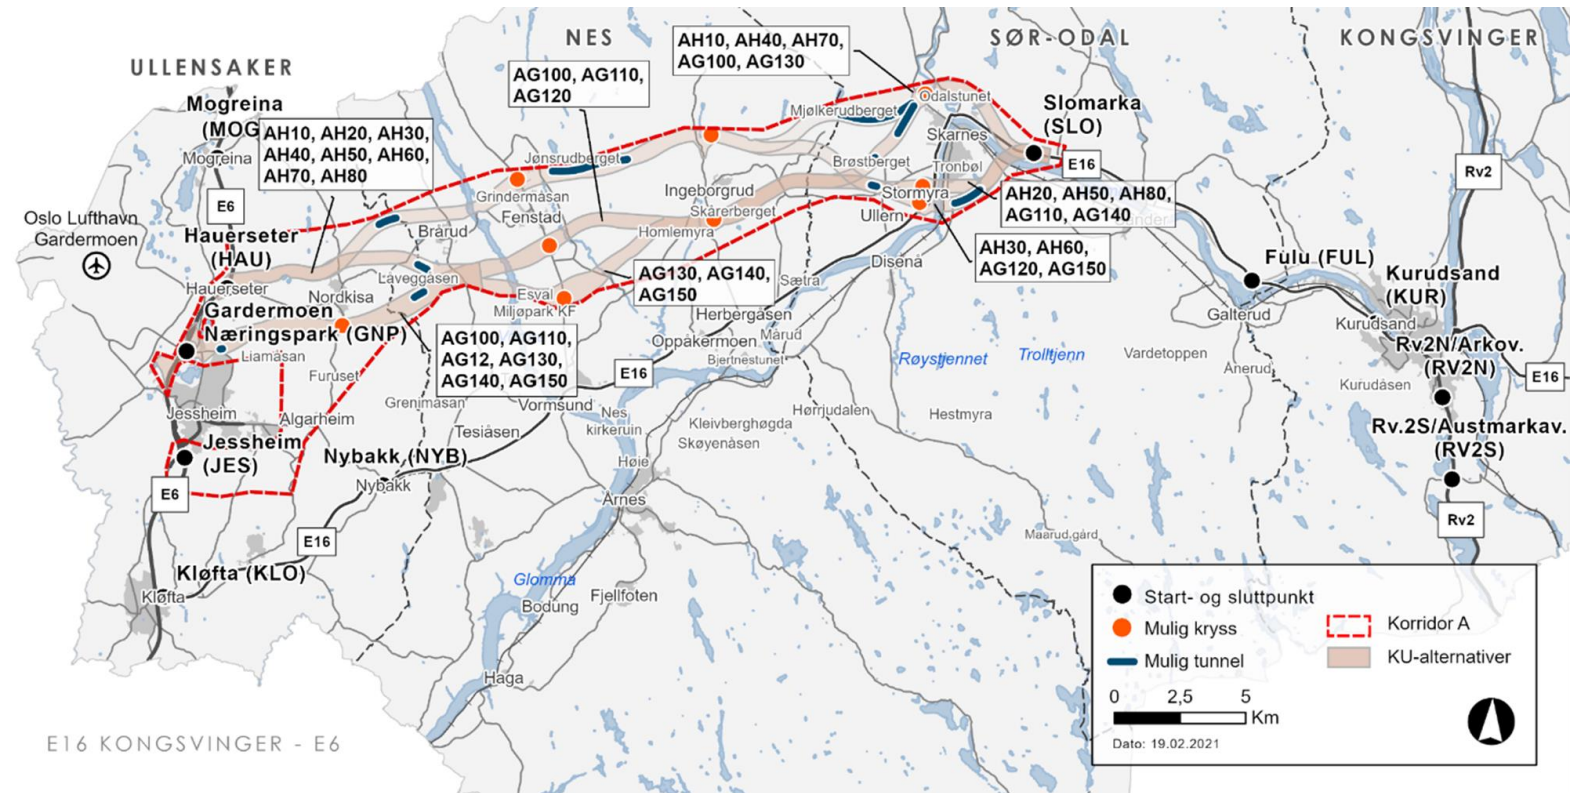 NES
SØR-ODAL
KONGSVINGER
ULLENSAKER
AH10, AH40, AH70,
AG100, AG130
AG100, AG110,
AG120
Mogreina
(MOG
Mogreina
AH10, AH20, AH30,
AH40, AH50, AH60,
AH70, AH80
Mjølkerudberget
Odalstunet
Slomarka
(SLO)
Skarnes
E16
Rv2
Jønsrudberget
Brøstberget
Tronbøl
Grindermåsan
Fenstad
Ingeborgrud
Skårerberget
Stormyra
Ullern
AH20, AH50, AH80,
AG110, AG140
E6
Oslo Lufthavn
Gardermoen
Hauerseter
(HAU)
Brårud
Homlemyra
AH30, AH60,
AG120, AG150
Disenå
Fulu (FUL)
Hauerseter
Nordkisa
Låveggåsen
Esval
Miljøpark KF
AG130, AG140,
AG150
Sætra
Kurudsand
(KUR)
Gardermoen
Næringspark (GNP)
Herbergåsen
Galterud
Kurudsand
Liamåsan
AG100, AG110,
AG12, AG130,
AG140, AG150
Oppåkermoen
Mårud
Bjertnestunet
Røystjennet
Trolltjenn
Vardetoppen
Rv2N/Arkov.
(RV2N)
Furuset
E16
Ånerud
Kurudåsen
E16
Jessheim
Algarheim
Grenimåsan
Vormsund
Nes
kirkeruin
Kleivberghøgda
Hørrjudalen
Hestmyra
Jessheim
(JES)
Tesiåsen
Skøyenåsen
Rv.2S/Austmarkav.
(RV2S)
Nybakk (NYB)
Nybakk
Høie
E6
Årnes
Rv2
E16
Maarud gård
Kløfta (KLO)
Kløfta
Glomma
Bodung
Fjellfoten
Haga
Start- og sluttpunkt
Mulig kryss
Mulig tunnel
Korridor A
KU-alternativer
0 2,5 5
Km
Dato: 19.02.2021
E16 KONGSVINGER - E6